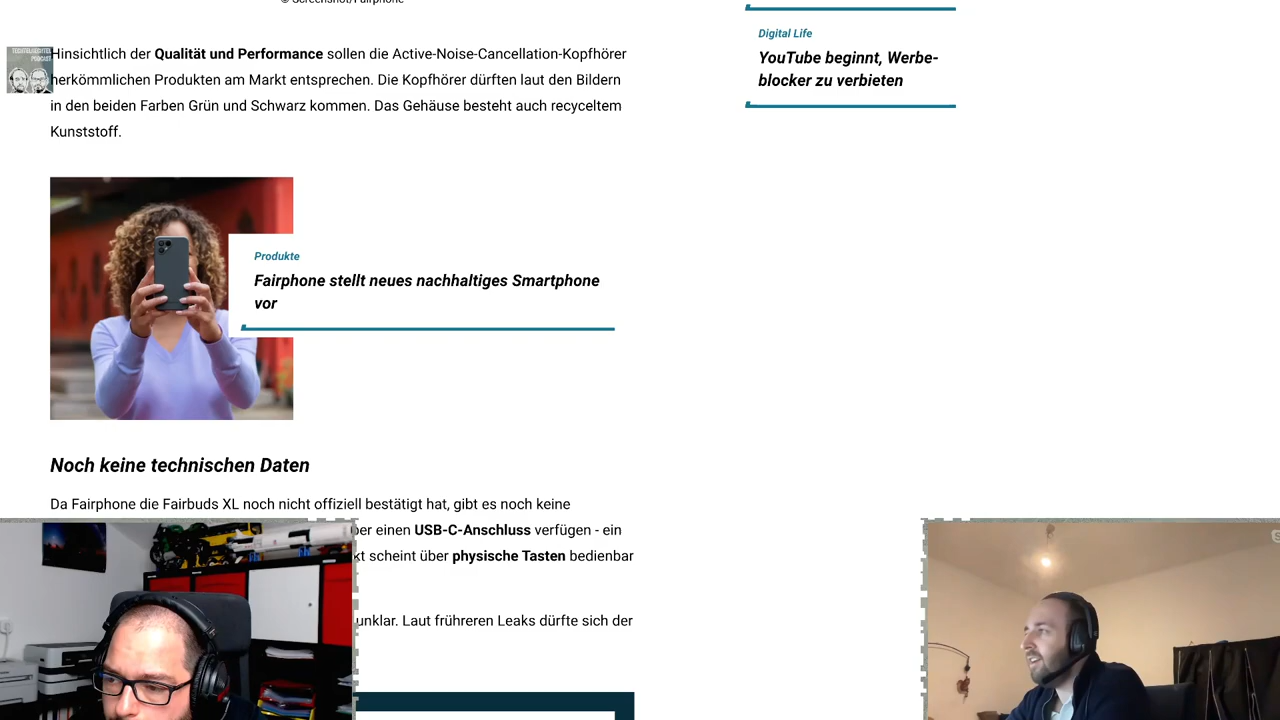 © Screenshot/Fairphone
Hinsichtlich der Qualität und Performance sollen die Active-Noise-Cancellation-Kopfhörer
herkömmlichen Produkten am Markt entsprechen. Die Kopfhörer dürften laut den Bildern
in den beiden Farben Grün und Schwarz kommen. Das Gehäuse besteht auch recyceltem
Kunststoff.
Produkte
Fairphone stellt neues nachhaltiges Smartphone
vor
Noch keine technischen Daten
Da Fairphone die Fairbuds XL noch nicht offiziell bestätigt hat, gibt es noch keine
einen USB-C-Anschluss verfügen - ein
scheint über physische Tasten bedienbar
unklar. Laut frühreren Leaks dürfte sich der
Digital Life
YouTube beginnt, Werbe-
blocker zu verbieten
PODCAST